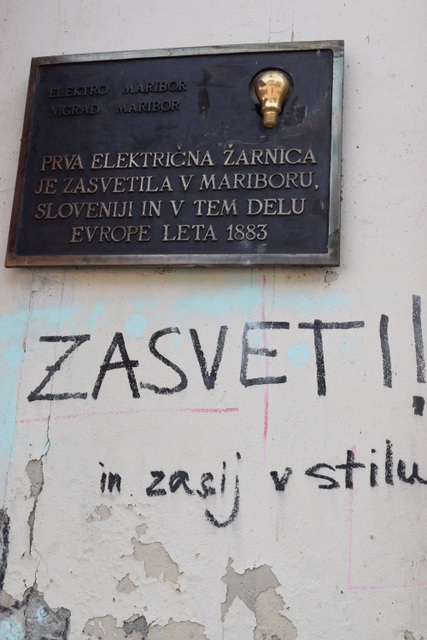 ELEKTRO MARIBOR
NIGRAD MARIBOR
PRVA ELEKTRIČNA ŽARNICA
JE ZASVETILA V MARIBORU,
SLOVENIJI IN V TEM DELU
EVROPE LETA 1883
ZASVETI!
in zasij v stilu